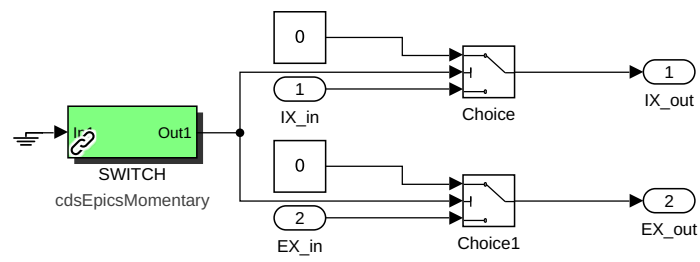 0
1
IX_in
Choice
1
IX_out
In1
Out1
SWITCH
cdsEpicsMomentary
0
2
EX_in
Choice1
2
EX_out